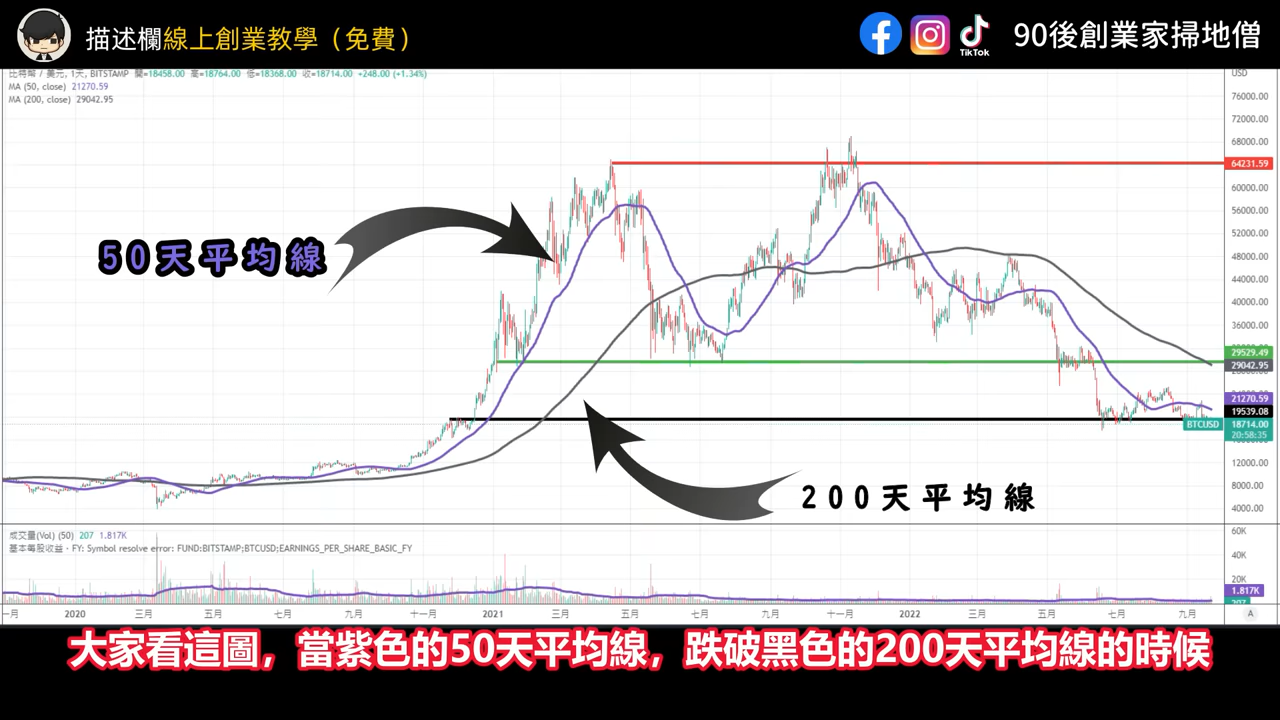 描述欄線上創業教學（免費）
TikTok
90後創業家掃地僧
比特幣 / 美元, 1天, BITSTAMP 開=18458.00 高=18764.00 低=18368.00 收=18714.00 +248.00 (+1.34%)
MA (50, close) 21270.59
MA (200, close) 29042.95
USD
76000.00
72000.00
68000.00
64231.59
60000.00
56000.00
52000.00
48000.00
44000.00
40000.00
36000.00
29529.49
29042.95
21270.59
19539.08
BTCUSD 18714.00
20:58:35
12000.00
8000.00
4000.00
50天平均線
200天平均線
成交量(Vol) (50) 207 1.817K
基本每股收益・FY: Symbol resolve error: FUND:BITSTAMP;BTCUSD;EARNINGS_PER_SHARE_BASIC_FY
60K
40K
20K
1.817K
207
一月 2020 三月 五月 七月 九月 十一月 2021 三月 五月 七月 九月 十一月 2022 三月 五月 七月 九月 A
大家看這圖，當紫色的50天平均線，跌破黑色的200天平均線的時候